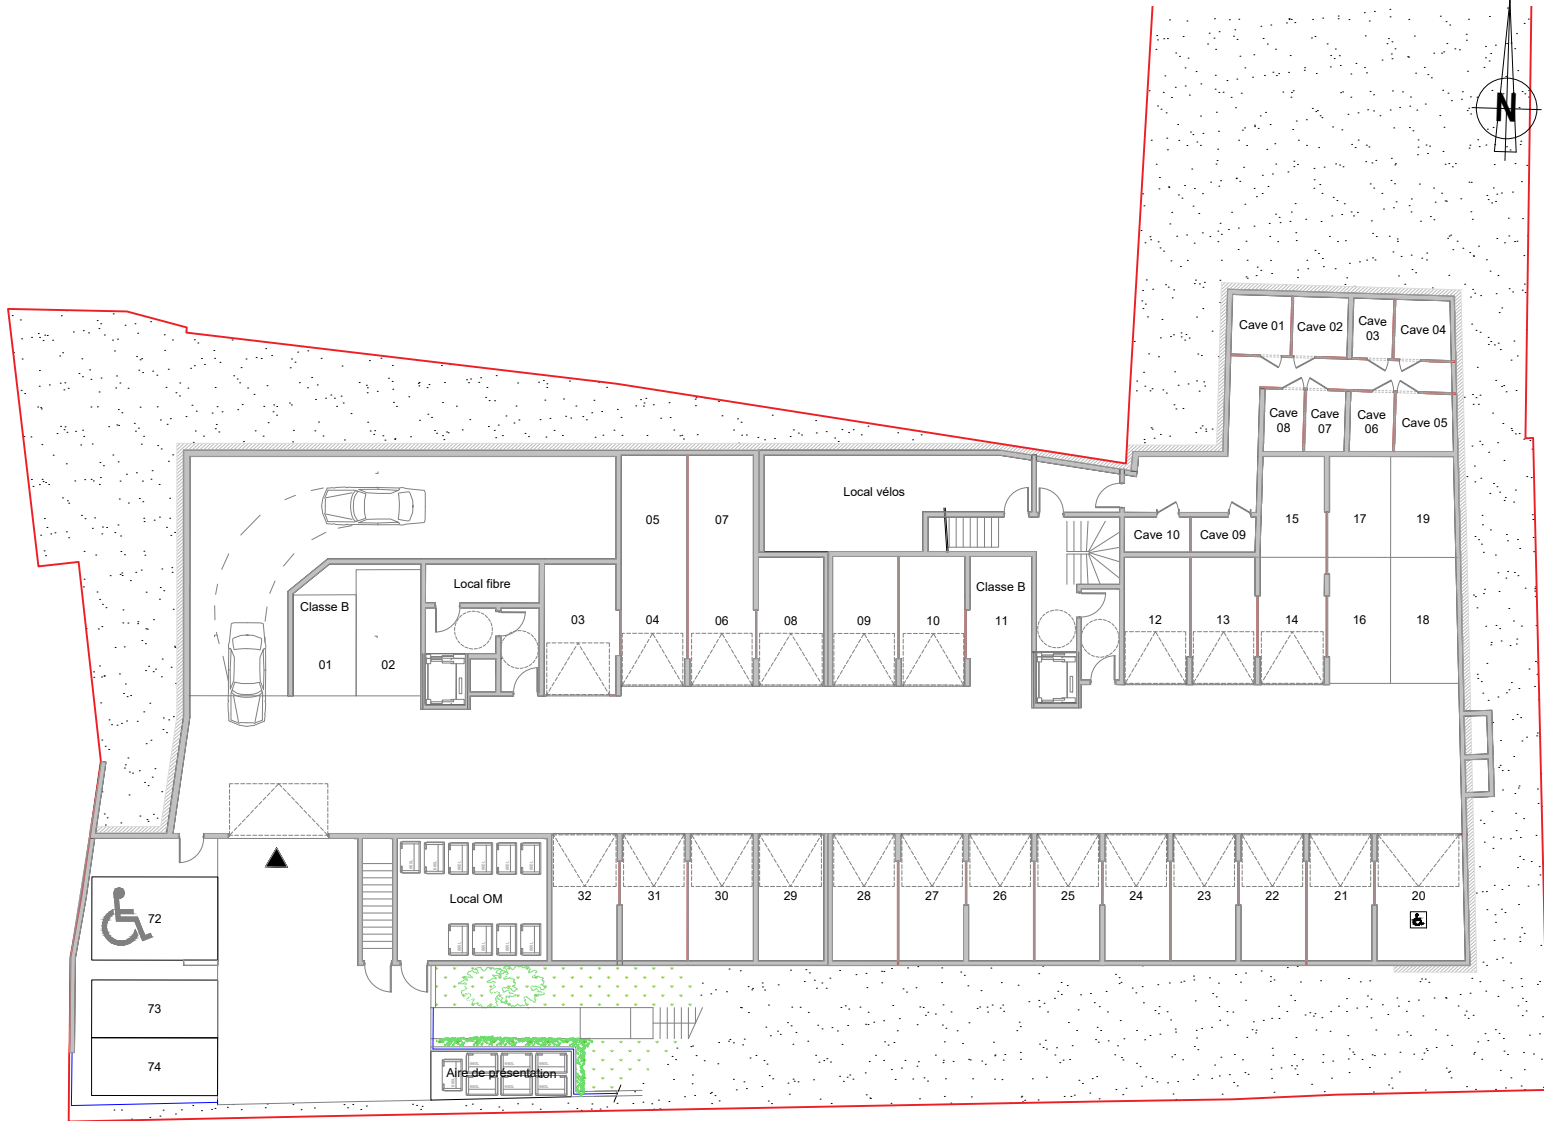 N
Cave 01
Cave 02
Cave
03
Cave 04
Cave
08
Cave
07
Cave
06
Cave 05
Local vélos
05
07
15
17
19
Cave 10
Cave 09
Local fibre
Classe B
Classe B
01
02
03
04
06
08
09
10
11
12
13
14
16
18
Local OM
32
31
30
29
28
27
26
25
24
23
22
21
20
72
73
74
Aire de présentation